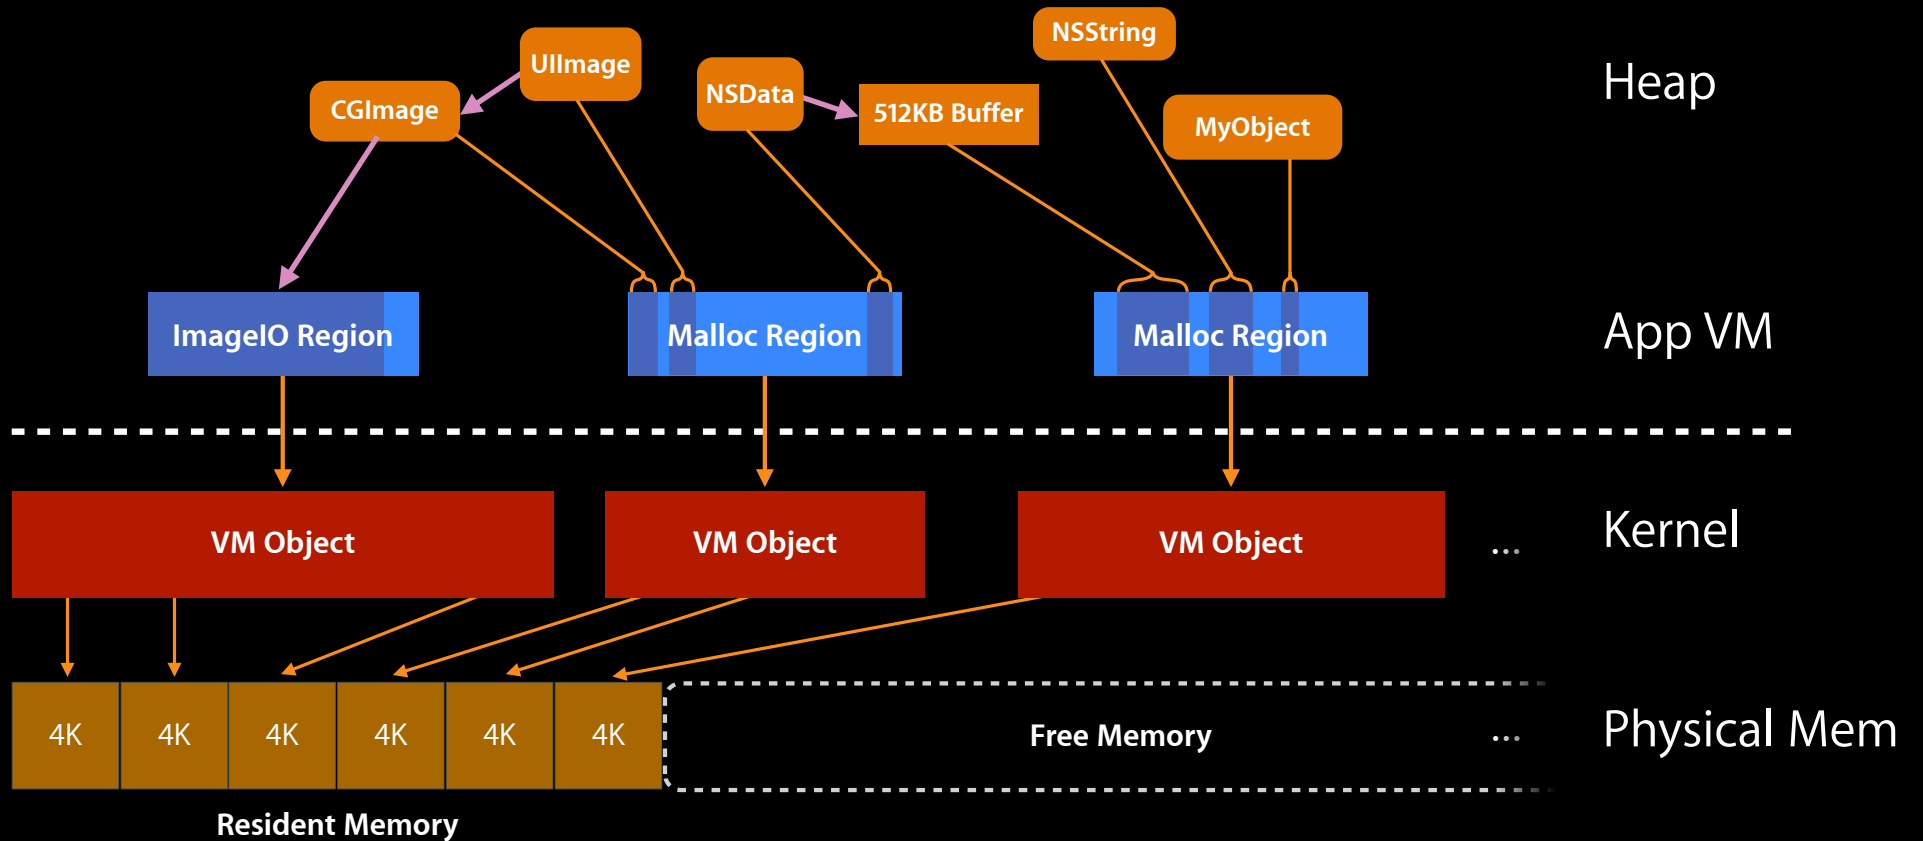 NSString
UIImage
NSData
CGImage
512KB Buffer
MyObject
Heap
ImageIO Region
Malloc Region
Malloc Region
App VM
VM Object
VM Object
VM Object
...
Kernel
4K
4K
4K
4K
4K
4K
Free Memory
...
Physical Mem
Resident Memory